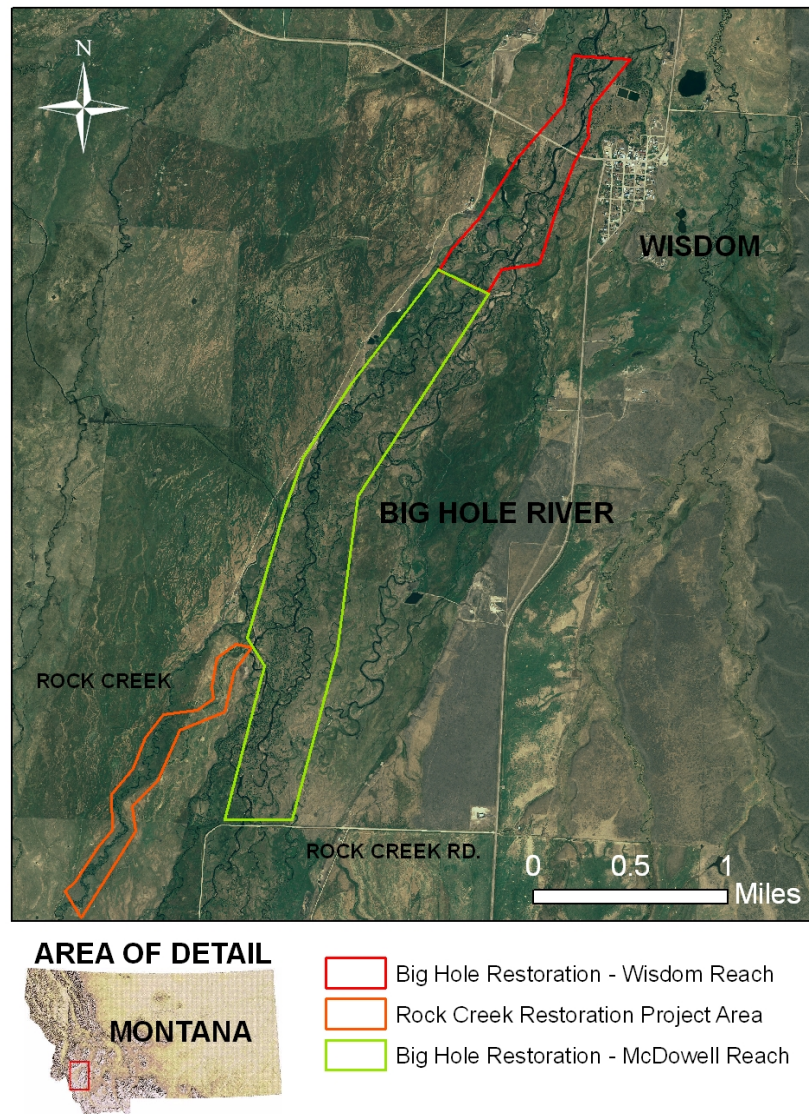 N
WISDOM
BIG HOLE RIVER
ROCK CREEK
ROCK CREEK RD.
0 0.5 1
Miles
AREA OF DETAIL
MONTANA
Big Hole Restoration - Wisdom Reach
Rock Creek Restoration Project Area
Big Hole Restoration - McDowell Reach